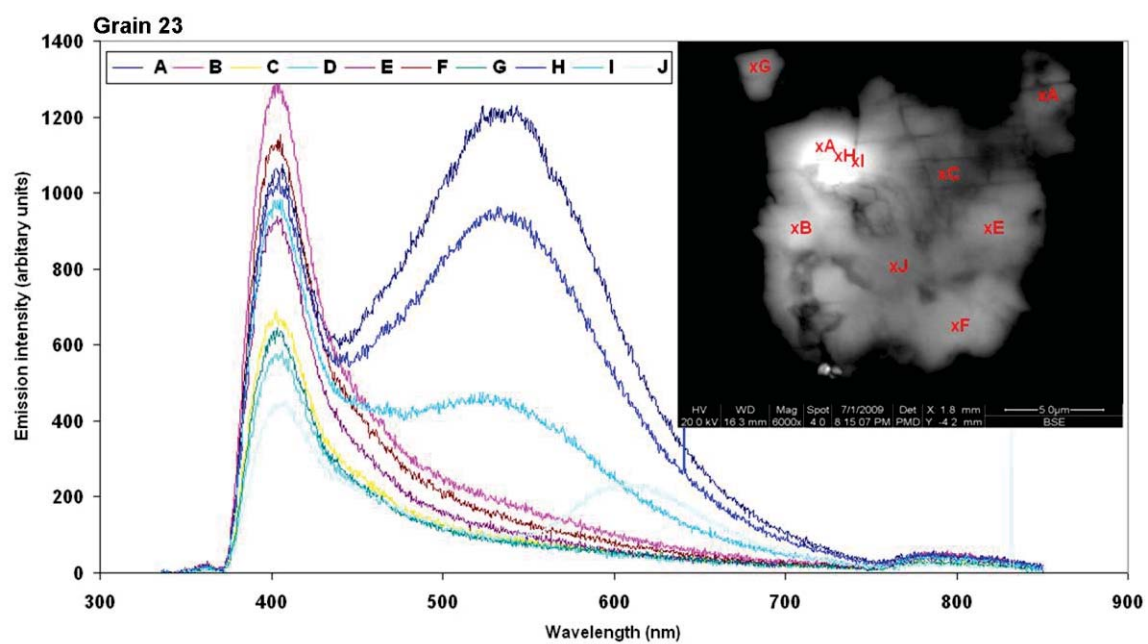 Grain 23
1400
A B C D E F G H I J
1200
1000
800
600
400
200
0
Emission intensity (arbitary units)
300 400 500 600 700 800 900
Wavelength (nm)
xG
xA
xA
xH
xI
xC
xB
xE
xJ
xF
HV WD Mag Spot 7/1/2009 Det X: 1.8 mm 5.0µm
20.0 kV 16.3 mm 6000x 4.0 8:15:07 PM PMD Y: -4.2 mm BSE